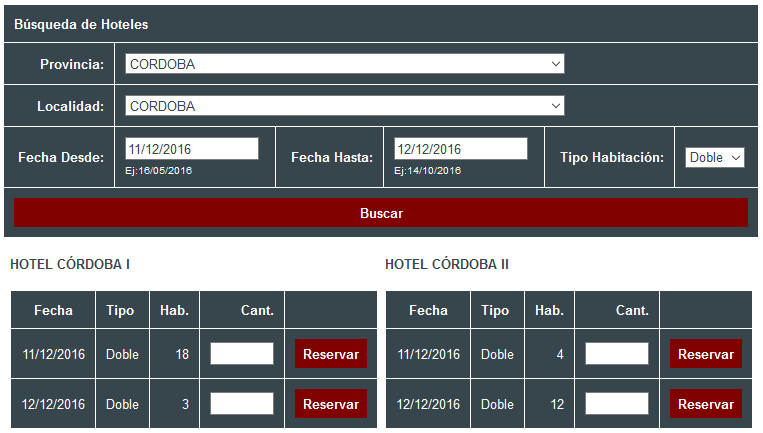 Búsqueda de Hoteles
Provincia: CORDOBA
Localidad: CORDOBA
Fecha Desde: 11/12/2016 Fecha Hasta: 12/12/2016 Tipo Habitación: Doble
Ej:16/05/2016 Ej:14/10/2016
Buscar
HOTEL CÓRDOBA I
Fecha Tipo Hab. Cant.
11/12/2016 Doble 18 Reservar
12/12/2016 Doble 3 Reservar
HOTEL CÓRDOBA II
Fecha Tipo Hab. Cant.
11/12/2016 Doble 4 Reservar
12/12/2016 Doble 12 Reservar